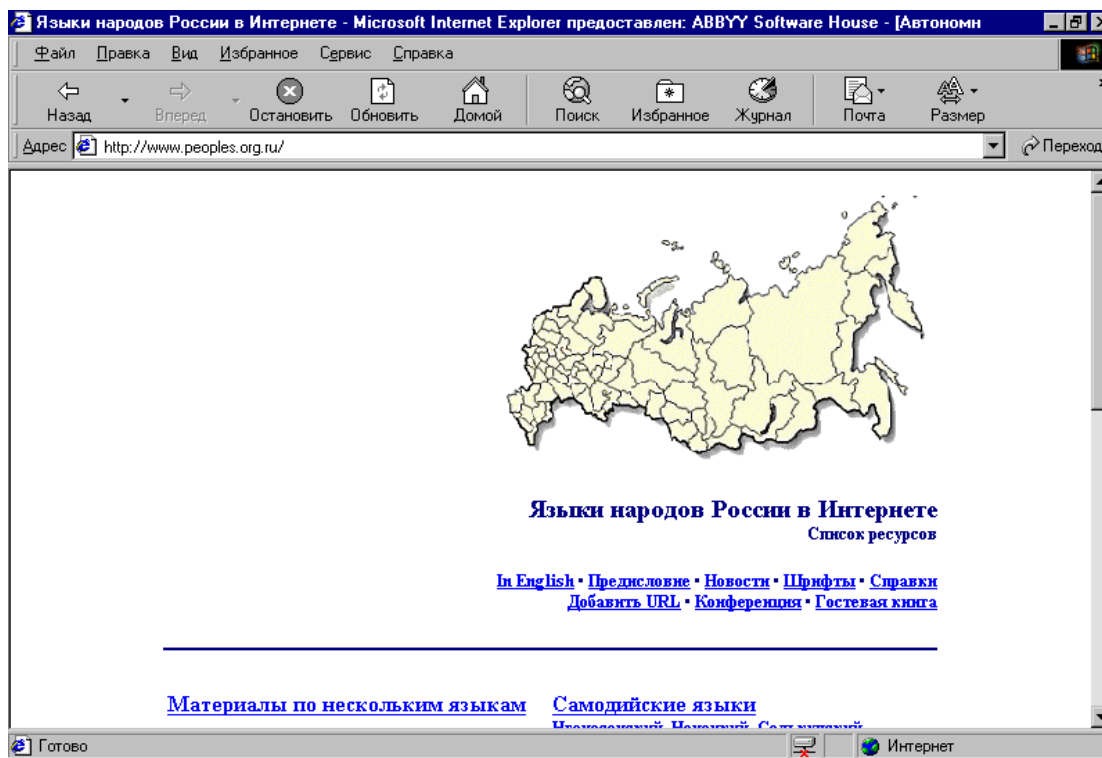 Языки народов России в Интернете - Microsoft Internet Explorer предоставлен: ABBYY Software House - [Автономн
Файл Правка Вид Избранное Сервис Справка
Назад Вперед Остановить Обновить Домой Поиск Избранное Журнал Почта Размер
Адрес http://www.peoples.org.ru/ Переход
Языки народов России в Интернете
Список ресурсов
In English ▪ Предисловие ▪ Новости ▪ Шрифты ▪ Справки
Добавить URL ▪ Конференция ▪ Гостевая книга
Материалы по нескольким языкам Самодийские языки
Готово Интернет